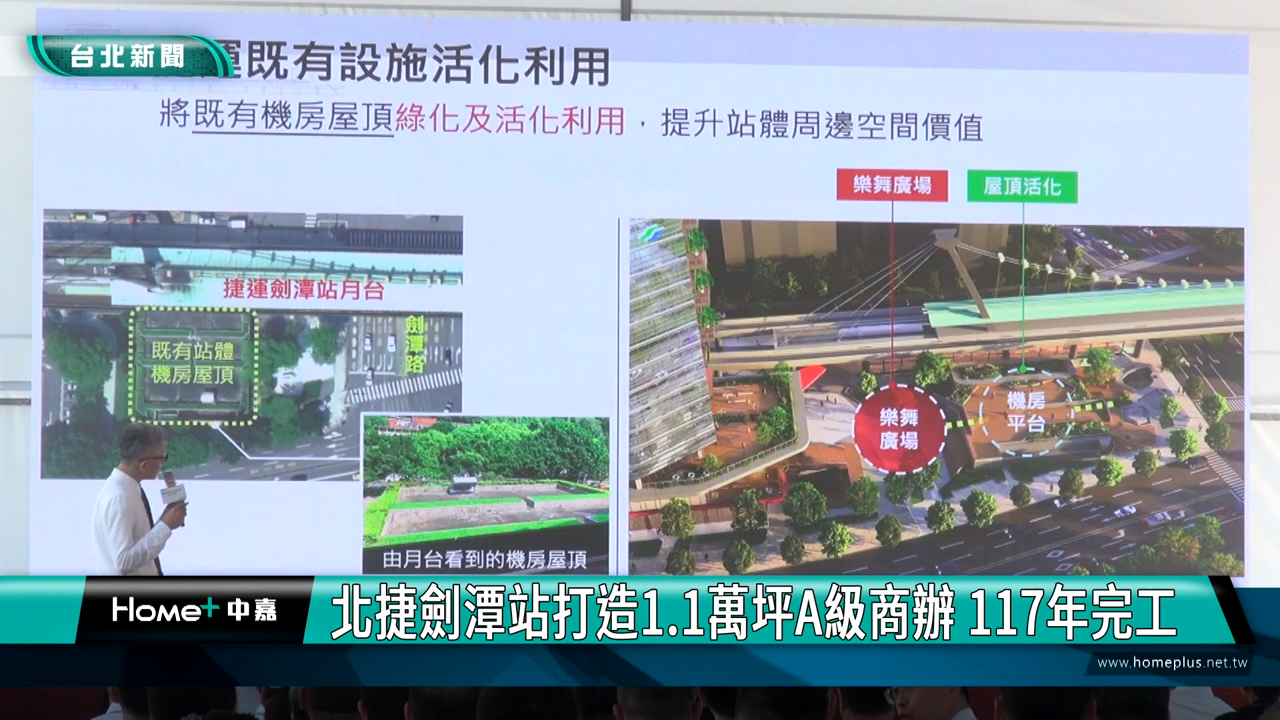 台北新聞
運既有設施活化利用
將既有機房屋頂綠化及活化利用，提升站體周邊空間價值
樂舞廣場
屋頂活化
捷運劍潭站月台
劍潭路
既有站體
機房屋頂
樂舞
廣場
機房
平台
由月台看到的機房屋頂
Home+中嘉
北捷劍潭站打造1.1萬坪A級商辦 117年完工
www.homeplus.net.tw